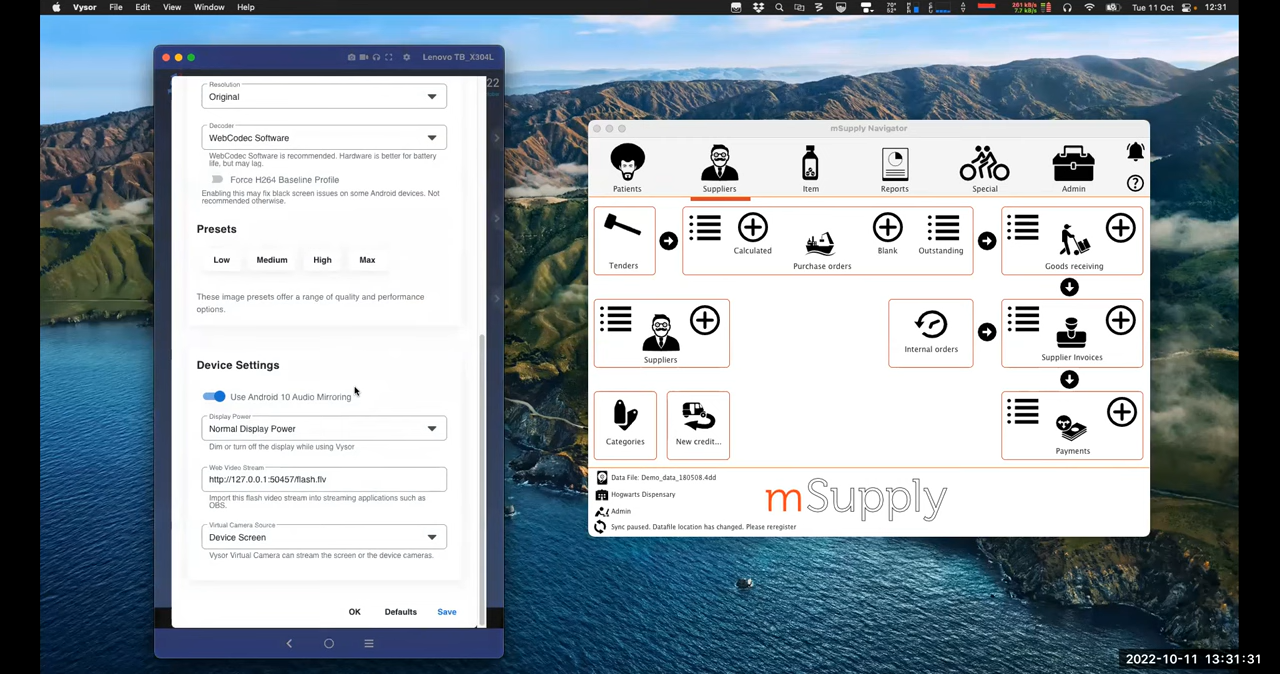 Vysor File Edit View Window Help
70°
52°
201 kB/s
7.7 kB/s
Tue 11 Oct 12:31
Lenovo TB_X304L
22
Resolution
Original
Decoder
WebCodec Software
WebCodec Software is recommended. Hardware is better for battery
life, but may lag.
Force H264 Baseline Profile
Enabling this may fix black screen issues on some Android devices. Not
recommended otherwise.
Presets
Low Medium High Max
These image presets offer a range of quality and performance
options.
Device Settings
Use Android 10 Audio Mirroring
Display Power
Normal Display Power
Dim or turn off the display while using Vysor
Web Video Stream
http://127.0.0.1:50457/flash.flv
Import this flash video stream into streaming applications such as
OBS.
Virtual Camera Source
Device Screen
Vysor Virtual Camera can stream the screen or the device cameras.
OK Defaults Save
mSupply Navigator
Patients Suppliers Item Reports Special Admin
Tenders
Calculated
Purchase orders
Blank
Outstanding
Goods receiving
Suppliers
Internal orders
Supplier Invoices
Categories
New credit...
Payments
Data File: Demo_data_180508.4dd
Hogwarts Dispensary
Admin
Sync paused. Datafile location has changed. Please reregister
mSupply
2022-10-11 13:31:31